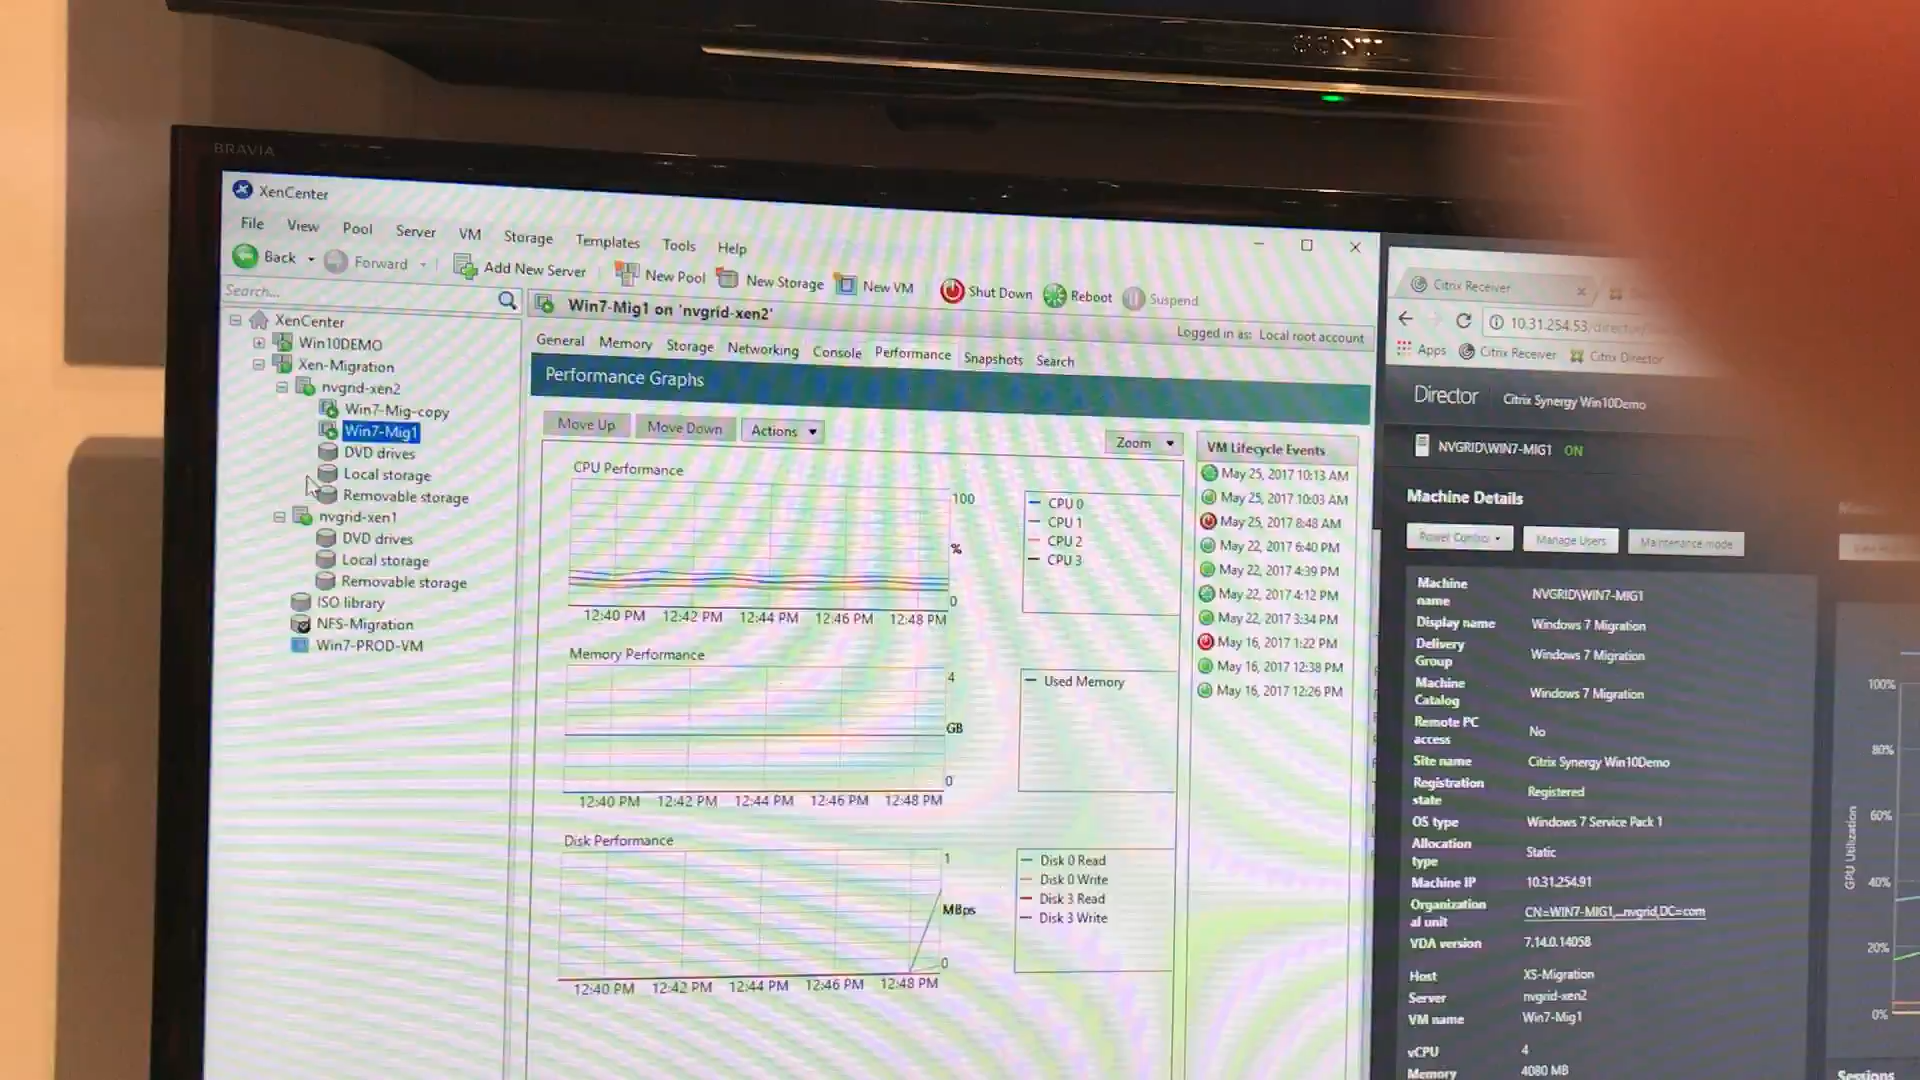 SONY
BRAVIA
XenCenter
File View Pool Server VM Storage Templates Tools Help
Back Forward Add New Server New Pool New Storage New VM Shut Down Reboot Suspend
Search...
Win7-Mig1 on 'nvgrid-xen2'
Logged in as: Local root account
XenCenter
Win10DEMO
Xen-Migration
nvgrid-xen2
Win7-Mig-copy
Win7-Mig1
DVD drives
Local storage
Removable storage
nvgrid-xen1
DVD drives
Local storage
Removable storage
ISO library
NFS-Migration
Win7-PROD-VM
General Memory Storage Networking Console Performance Snapshots Search
Performance Graphs
Move Up Move Down Actions Zoom
CPU Performance
100
%
0
12:40 PM 12:42 PM 12:44 PM 12:46 PM 12:48 PM
CPU 0
CPU 1
CPU 2
CPU 3
Memory Performance
4
GB
0
12:40 PM 12:42 PM 12:44 PM 12:46 PM 12:48 PM
Used Memory
Disk Performance
1
MBps
0
12:40 PM 12:42 PM 12:44 PM 12:46 PM 12:48 PM
Disk 0 Read
Disk 0 Write
Disk 3 Read
Disk 3 Write
VM Lifecycle Events
May 25, 2017 10:13 AM
May 25, 2017 10:03 AM
May 25, 2017 8:48 AM
May 22, 2017 6:40 PM
May 22, 2017 4:39 PM
May 22, 2017 4:12 PM
May 22, 2017 3:34 PM
May 16, 2017 1:22 PM
May 16, 2017 12:38 PM
May 16, 2017 12:26 PM
Citrix Receiver
10.31.254.53/director/
Apps Citrix Receiver Citrix Director
Director Citrix Synergy Win10Demo
NVGRID\WIN7-MIG1 ON
Machine Details
Power Control Manage Users Maintenance mode
Machine name NVGRID\WIN7-MIG1
Display name Windows 7 Migration
Delivery Group Windows 7 Migration
Machine Catalog Windows 7 Migration
Remote PC access No
Site name Citrix Synergy Win10Demo
Registration state Registered
OS type Windows 7 Service Pack 1
Allocation type Static
Machine IP 10.31.254.91
Organizational unit CN=WIN7-MIG1,...nvgrid,DC=com
VDA version 7.14.0.14058
Host XS-Migration
Server nvgrid-xen2
VM name Win7-Mig1
vCPU 4
Memory 4080 MB
GPU Utilization
100%
80%
60%
40%
20%
0%
Sessions